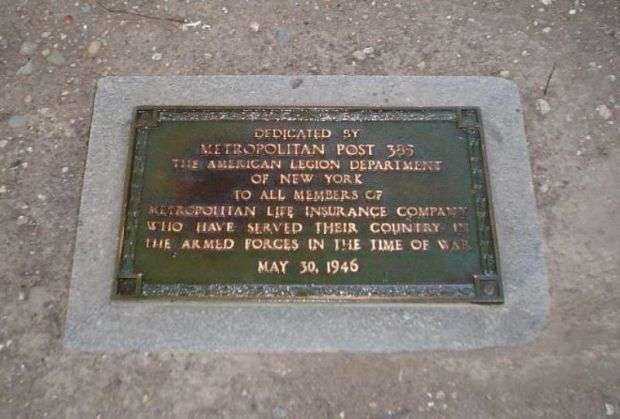 DEDICATED BY
METROPOLITAN POST 385
THE AMERICAN LEGION DEPARTMENT
OF NEW YORK
TO ALL MEMBERS OF
METROPOLITAN LIFE INSURANCE COMPANY
WHO HAVE SERVED THEIR COUNTRY IN
THE ARMED FORCES IN THE TIME OF WAR
MAY 30, 1946